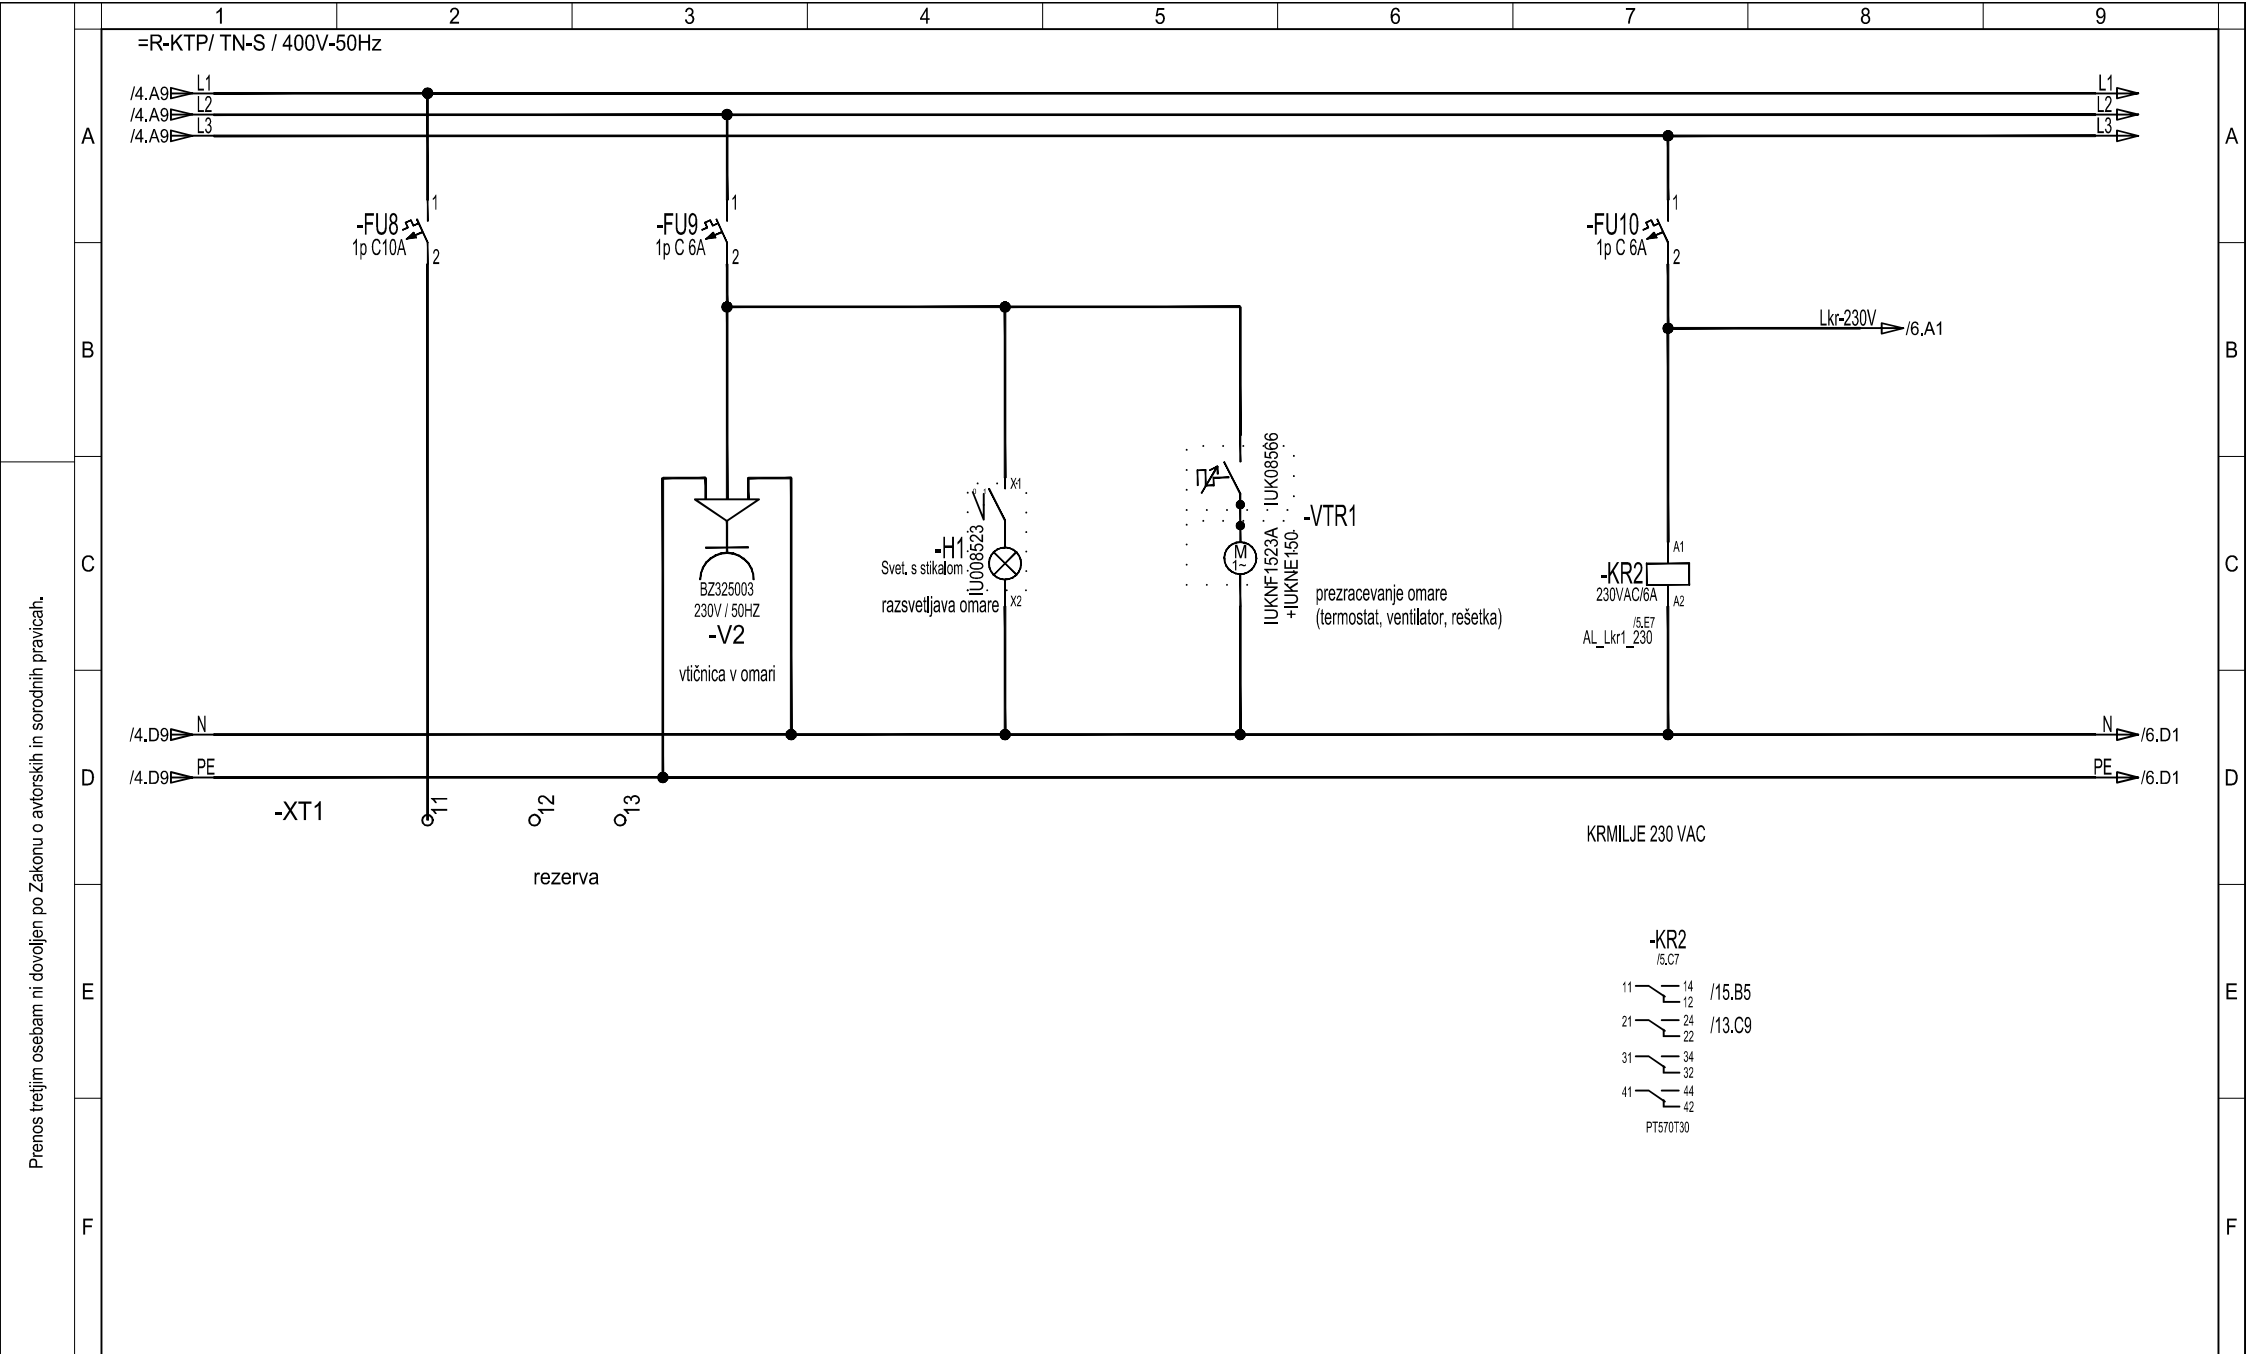 1 2 3 4 5 6 7 8 9
=R-KTP/ TN-S / 400V-50Hz
/4.A9 L1 L1
/4.A9 L2 L2
/4.A9 L3 L3
A A
1 1 1
-FU8 -FU9 -FU10
1p C10A 1p C 6A 1p C 6A
2 2 2
Lkr-230V /6.A1
B B
IUK08566
X1
-VTR1
IU008523
-H1
Svet. s stikalom
M
1~
IUKNF1523A
+IUKNE150
A1
C C
-KR2
BZ325003
230VAC/6A
230V / 50HZ
razsvetljava omare X2
prezracevanje omare
A2
(termostat, ventilator, rešetka)
-V2
/5.E7
AL_Lkr1_230
vtičnica v omari
/4.D9 N N /6.D1
/4.D9 PE PE /6.D1
D D
-XT1 11 12 13
KRMILJE 230 VAC
rezerva
-KR2
/5.C7
E E
11 14 /15.B5
12
21 24 /13.C9
22
31 34
32
41 44
42
PT570T30
F F
Prenos tretjim osebam ni dovoljen po Zakonu o avtorskih in sorodnih pravicah.